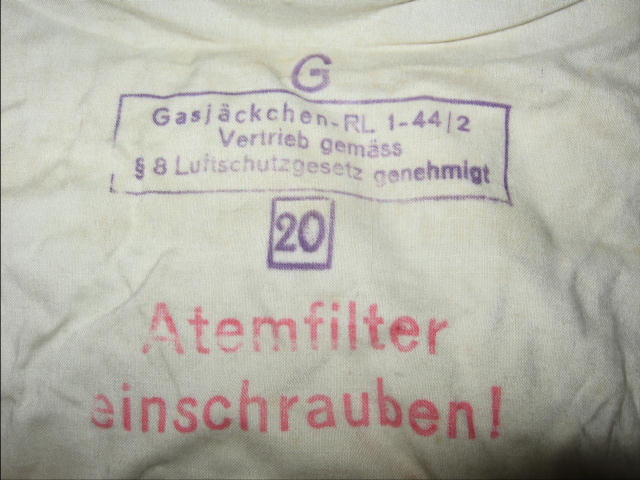 G
Gasjäckchen-RL 1-44/2
Vertrieb gemäss
§ 8 Luftschutzgesetz genehmigt
20
Atemfilter
einschrauben!